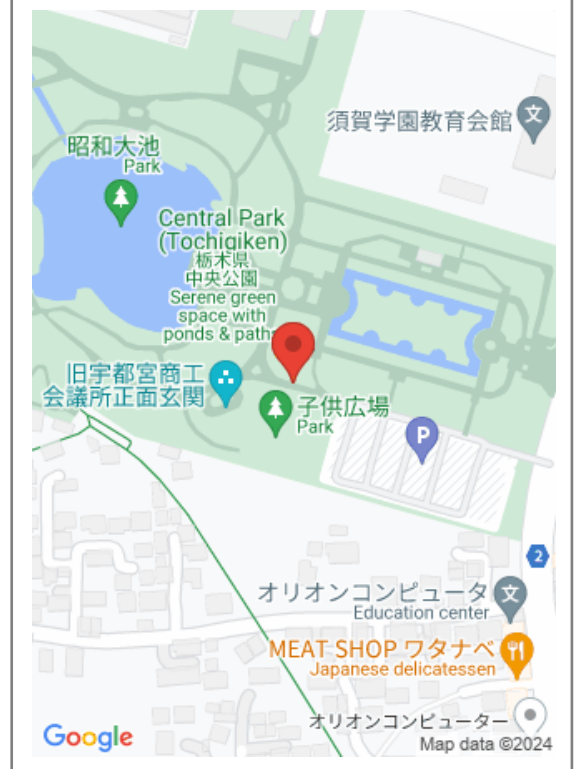 須賀学園教育会館
昭和大池
Park
Central Park
(Tochigiken)
栃木県
中央公園
Serene green
space with
ponds & paths
旧宇都宮商工
会議所正面玄関
子供広場
Park
P
2
オリオンコンピュータ
Education center
MEAT SHOP ワタナベ
Japanese delicatessen
オリオンコンピューター
Google
Map data ©2024